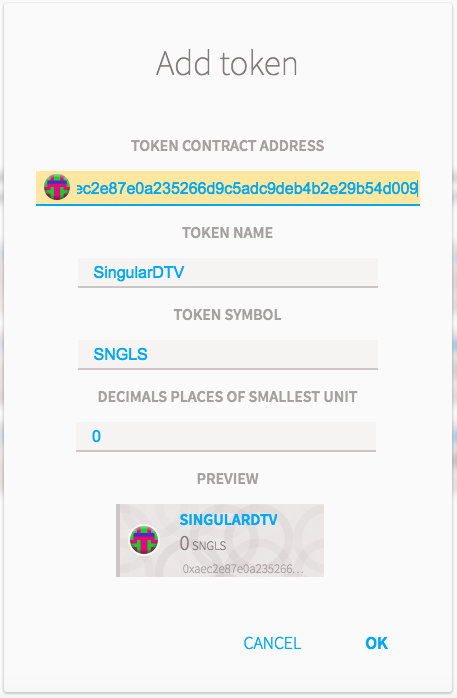 Add token
TOKEN CONTRACT ADDRESS
ec2e87e0a235266d9c5adc9deb4b2e29b54d009
TOKEN NAME
SingularDTV
TOKEN SYMBOL
SNGLS
DECIMALS PLACES OF SMALLEST UNIT
0
PREVIEW
SINGULARDTV
0 SNGLS
0xaec2e87e0a235266…
CANCEL OK